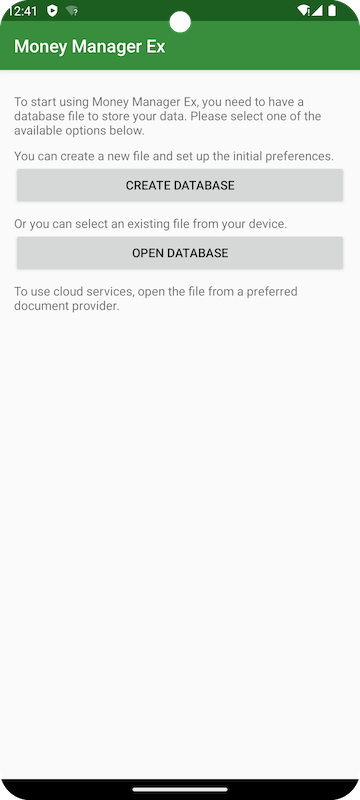 12:41
Money Manager Ex
To start using Money Manager Ex, you need to have a
database file to store your data. Please select one of the
available options below.
You can create a new file and set up the initial preferences.
CREATE DATABASE
Or you can select an existing file from your device.
OPEN DATABASE
To use cloud services, open the file from a preferred
document provider.